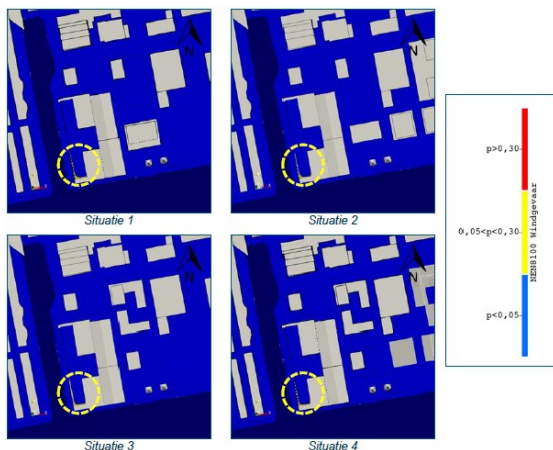 N
N
Situatie 1
Situatie 2
N
N
Situatie 3
Situatie 4
p>0,30
0,05<p<0,30
p<0,05
NEN8100 Windgevaar